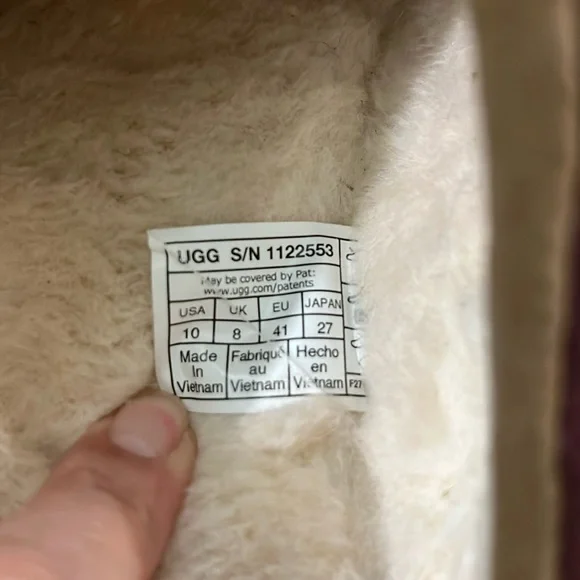 UGG S/N 1122553
May be covered by Pat:
www.ugg.com/patents
USA UK EU JAPAN
10 8 41 27
Made Fabriqué Hecho
In au en
Vietnam Vietnam Vietnam F27